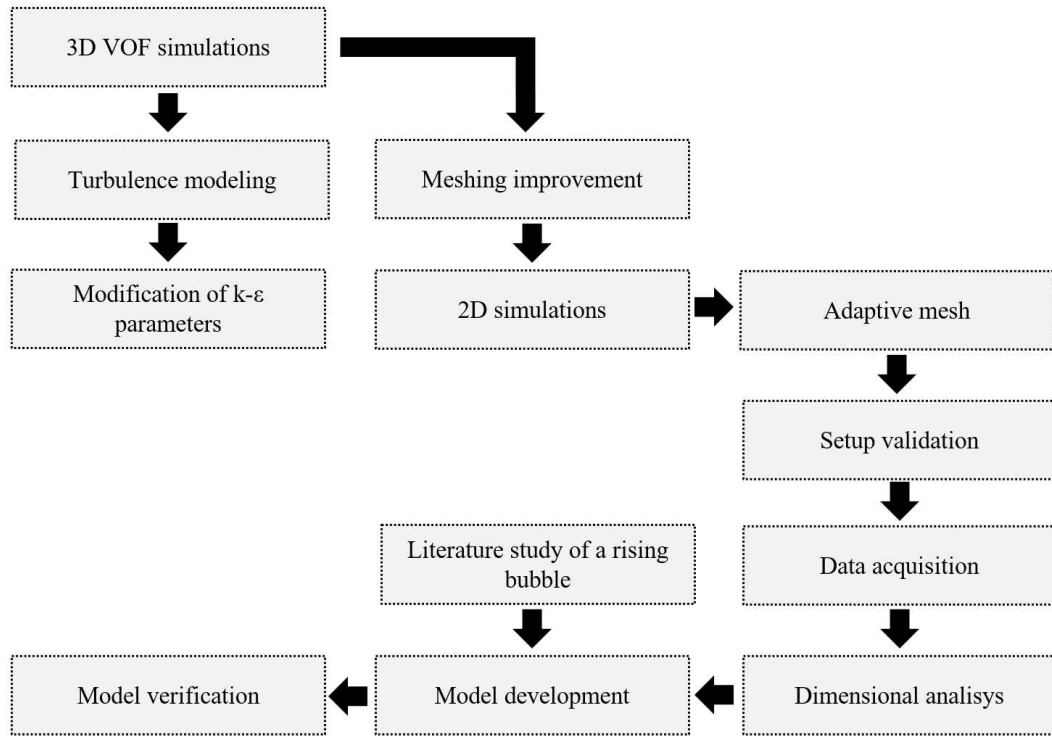 3D VOF simulations
Turbulence modeling
Meshing improvement
Modification of k-ε
parameters
2D simulations
Adaptive mesh
Setup validation
Literature study of a rising
bubble
Data acquisition
Model verification
Model development
Dimensional analisys